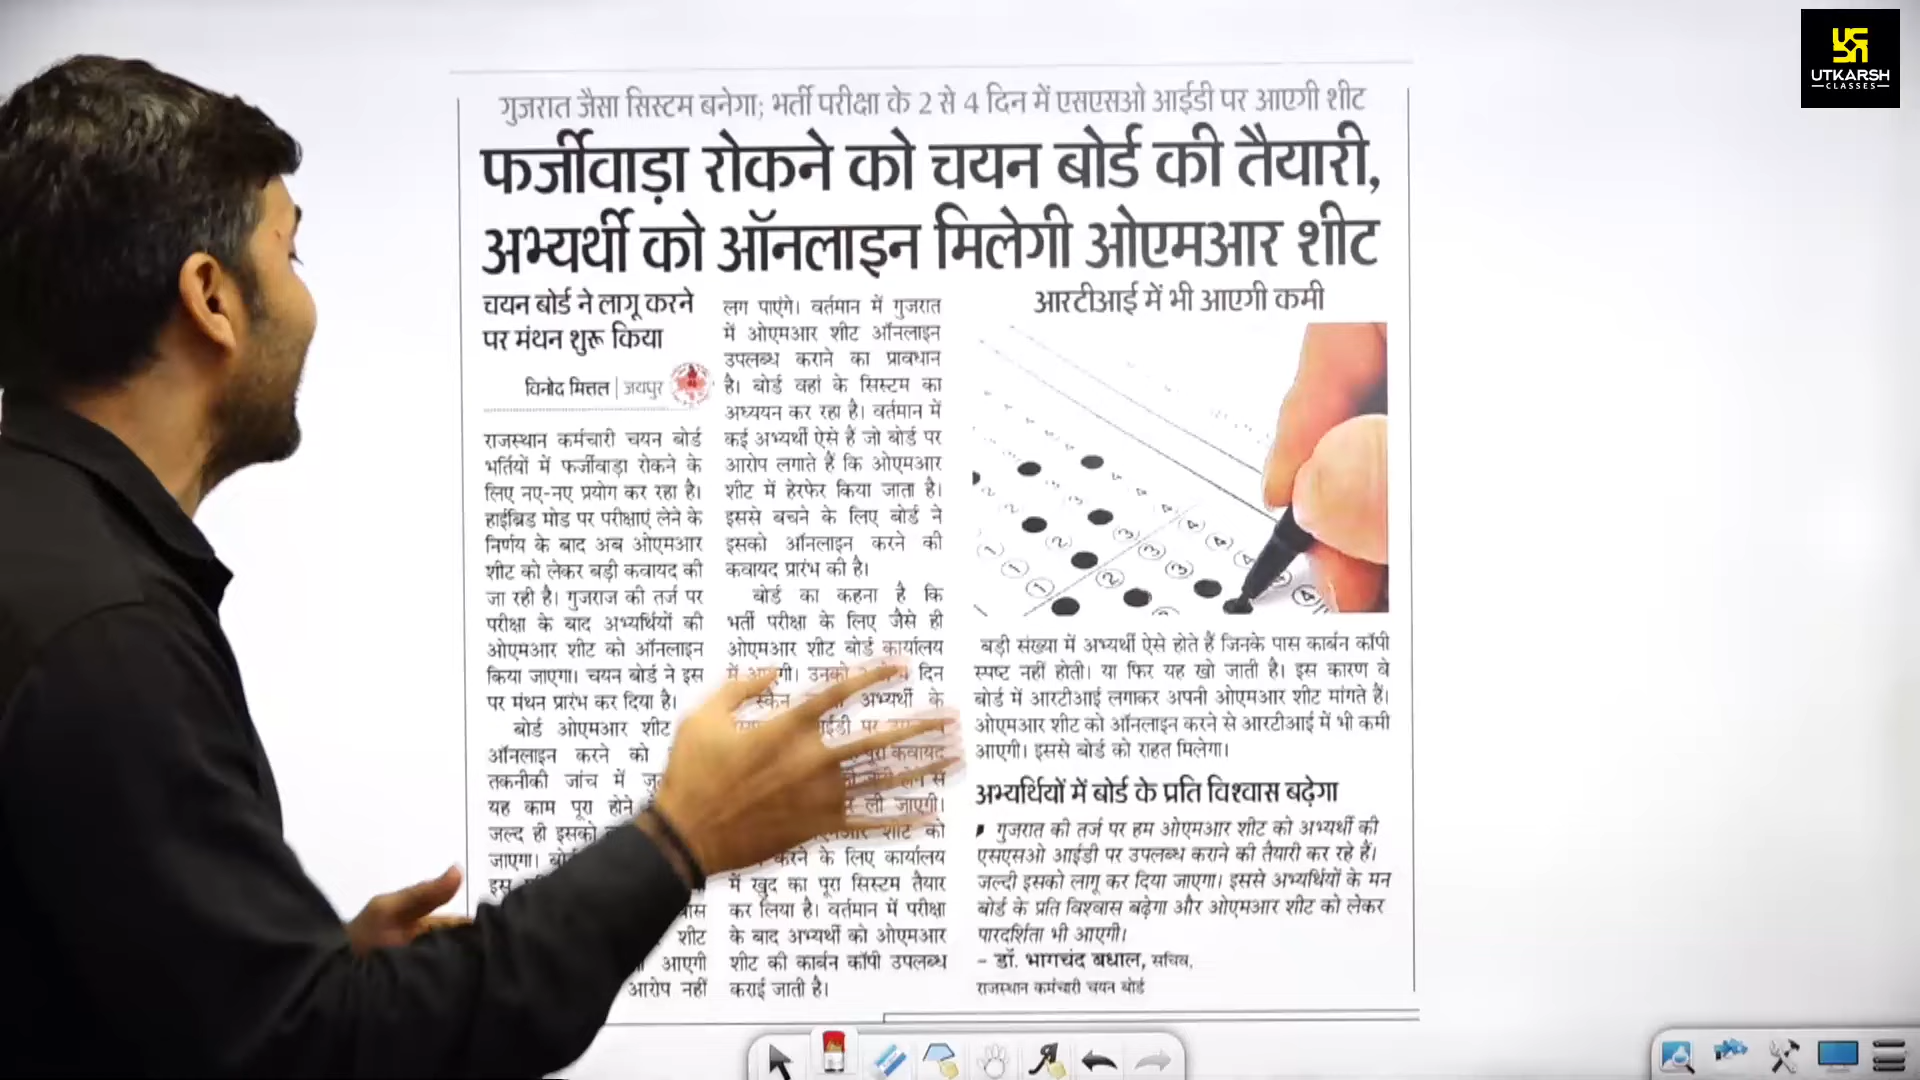 गुजरात जैसा सिस्टम बनेगा; भर्ती परीक्षा के 2 से 4 दिन में एसएसओ आईडी पर आएगी शीट
फर्जीवाड़ा रोकने को चयन बोर्ड की तैयारी,
अभ्यर्थी को ऑनलाइन मिलेगी ओएमआर शीट
चयन बोर्ड ने लागू करने
पर मंथन शुरू किया
विनोद मित्तल | जयपुर
राजस्थान कर्मचारी चयन बोर्ड
भर्तियों में फर्जीवाड़ा रोकने के
लिए नए-नए प्रयोग कर रहा है।
हाईब्रिड मोड पर परीक्षाएं लेने के
निर्णय के बाद अब ओएमआर
शीट को लेकर बड़ी कवायद की
जा रही है। गुजराज की तर्ज पर
परीक्षा के बाद अभ्यर्थियों की
ओएमआर शीट को ऑनलाइन
किया जाएगा। चयन बोर्ड ने इस
पर मंथन प्रारंभ कर दिया है।
बोर्ड ओएमआर शीट
ऑनलाइन करने को
तकनीकी जांच में
यह काम पूरा होने
जल्द ही इसको
जाएगा।
इस
शीट
आएगी
आरोप नहीं
लग पाएंगे। वर्तमान में गुजरात
में ओएमआर शीट ऑनलाइन
उपलब्ध कराने का प्रावधान
है। बोर्ड वहां के सिस्टम का
अध्ययन कर रहा है। वर्तमान में
कई अभ्यर्थी ऐसे हैं जो बोर्ड पर
आरोप लगाते हैं कि ओएमआर
शीट में हेरफेर किया जाता है।
इससे बचने के लिए बोर्ड ने
इसको ऑनलाइन करने की
कवायद प्रारंभ की है।
बोर्ड का कहना है कि
भर्ती परीक्षा के लिए जैसे ही
ओएमआर शीट बोर्ड कार्यालय
में उनको दिन
स्कैन अभ्यर्थी के
पर
कवायद
ली जाएगी।
शीट को
करने के लिए कार्यालय
में खुद का पूरा सिस्टम तैयार
कर लिया है। वर्तमान में परीक्षा
के बाद अभ्यर्थी को ओएमआर
शीट की कार्बन कॉपी उपलब्ध
कराई जाती है।
आरटीआई में भी आएगी कमी
बड़ी संख्या में अभ्यर्थी ऐसे होते हैं जिनके पास कार्बन कॉपी
स्पष्ट नहीं होती। या फिर यह खो जाती है। इस कारण वे
बोर्ड में आरटीआई लगाकर अपनी ओएमआर शीट मांगते हैं।
ओएमआर शीट को ऑनलाइन करने से आरटीआई में भी कमी
आएगी। इससे बोर्ड को राहत मिलेगा।
अभ्यर्थियों में बोर्ड के प्रति विश्वास बढ़ेगा
गुजरात की तर्ज पर हम ओएमआर शीट को अभ्यर्थी की
एसएसओ आईडी पर उपलब्ध कराने की तैयारी कर रहे हैं।
जल्दी इसको लागू कर दिया जाएगा। इससे अभ्यर्थियों के मन
बोर्ड के प्रति विश्वास बढ़ेगा और ओएमआर शीट को लेकर
पारदर्शिता भी आएगी।
- डॉ. भागचंद बधाल, सचिव,
राजस्थान कर्मचारी चयन बोर्ड
UTKARSH
CLASSES